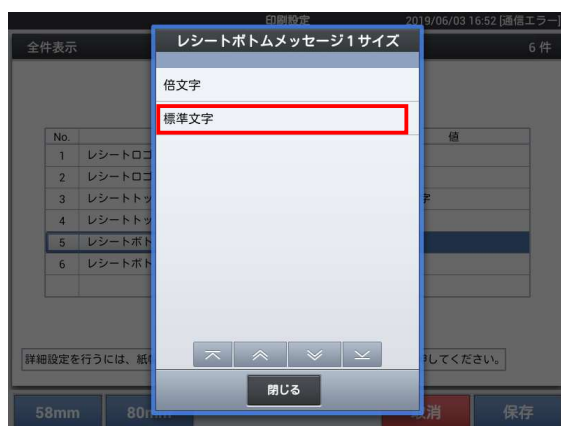 印刷設定 2019/06/03 16:52 [通信エラー]
全件表示 6 件
レシートボトムメッセージ1サイズ
倍文字
標準文字
No. 値
1 レシートロゴ
2 レシートロゴ
3 レシートトッ 字
4 レシートトッ
5 レシートボト
6 レシートボト
詳細設定を行うには、紙 してください。
閉じる
58mm 80mm 取消 保存